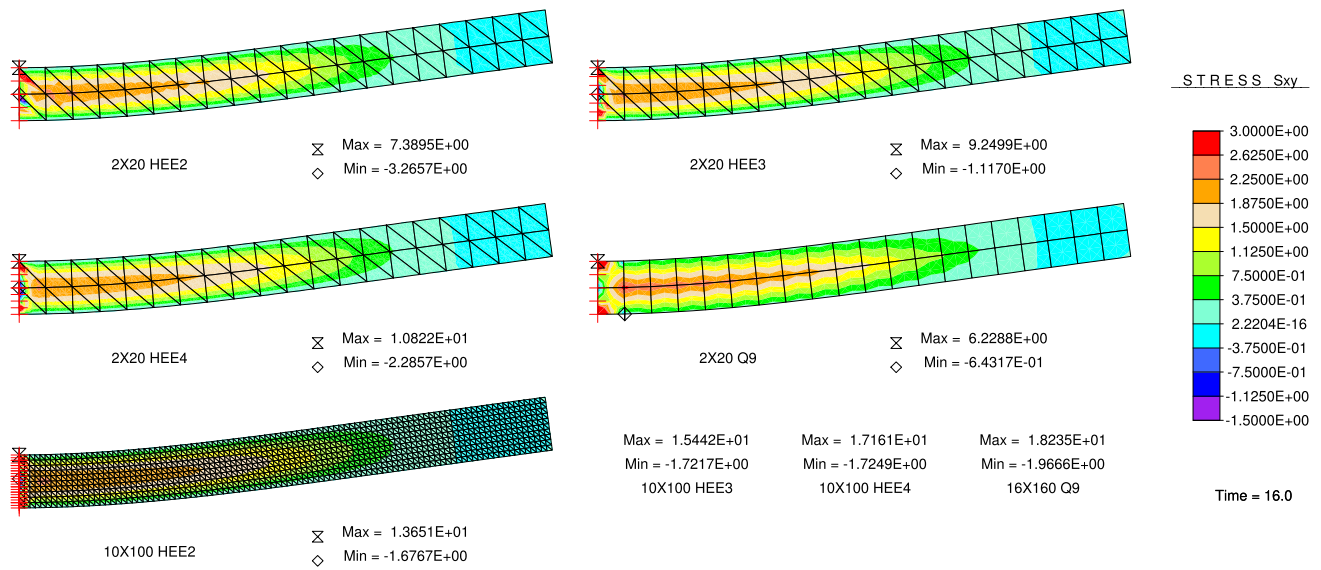 Max = 7.3895E+00
Min = -3.2657E+00
2X20 HEE2
Max = 9.2499E+00
Min = -1.1170E+00
2X20 HEE3
Max = 1.0822E+01
Min = -2.2857E+00
2X20 HEE4
Max = 6.2288E+00
Min = -6.4317E-01
2X20 Q9
Max = 1.3651E+01
Min = -1.6767E+00
10X100 HEE2
Max = 1.5442E+01
Min = -1.7217E+00
10X100 HEE3
Max = 1.7161E+01
Min = -1.7249E+00
10X100 HEE4
Max = 1.8235E+01
Min = -1.9666E+00
16X160 Q9
S T R E S S Sxy
3.0000E+00
2.6250E+00
2.2500E+00
1.8750E+00
1.5000E+00
1.1250E+00
7.5000E-01
3.7500E-01
2.2204E-16
-3.7500E-01
-7.5000E-01
-1.1250E+00
-1.5000E+00
Time = 16.0